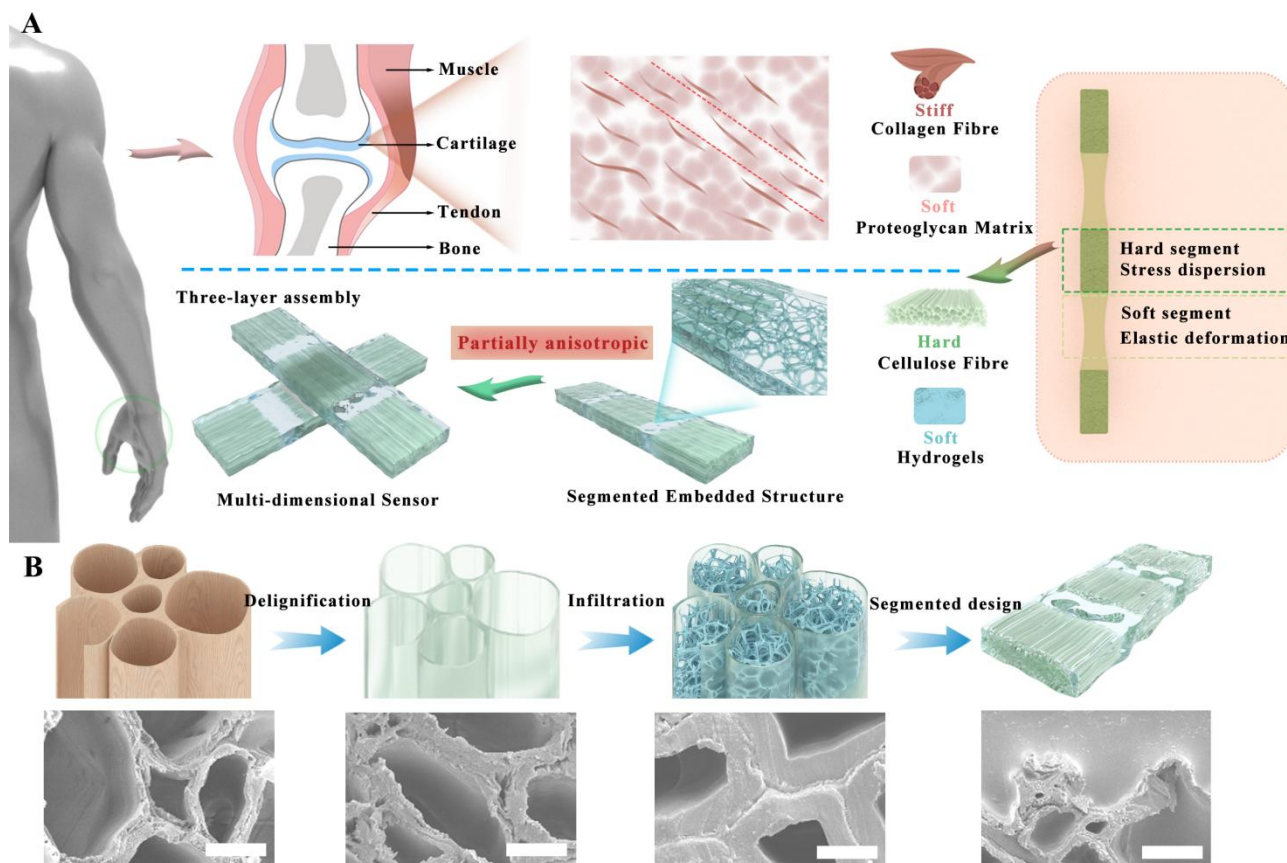 A
Muscle
Cartilage
Tendon
Bone
Stiff
Collagen Fibre
Soft
Proteoglycan Matrix
Hard segment
Stress dispersion
Soft segment
Elastic deformation
Three-layer assembly
Partially anisotropic
Hard
Cellulose Fibre
Soft
Hydrogels
Multi-dimensional Sensor
Segmented Embedded Structure
B
Delignification
Infiltration
Segmented design